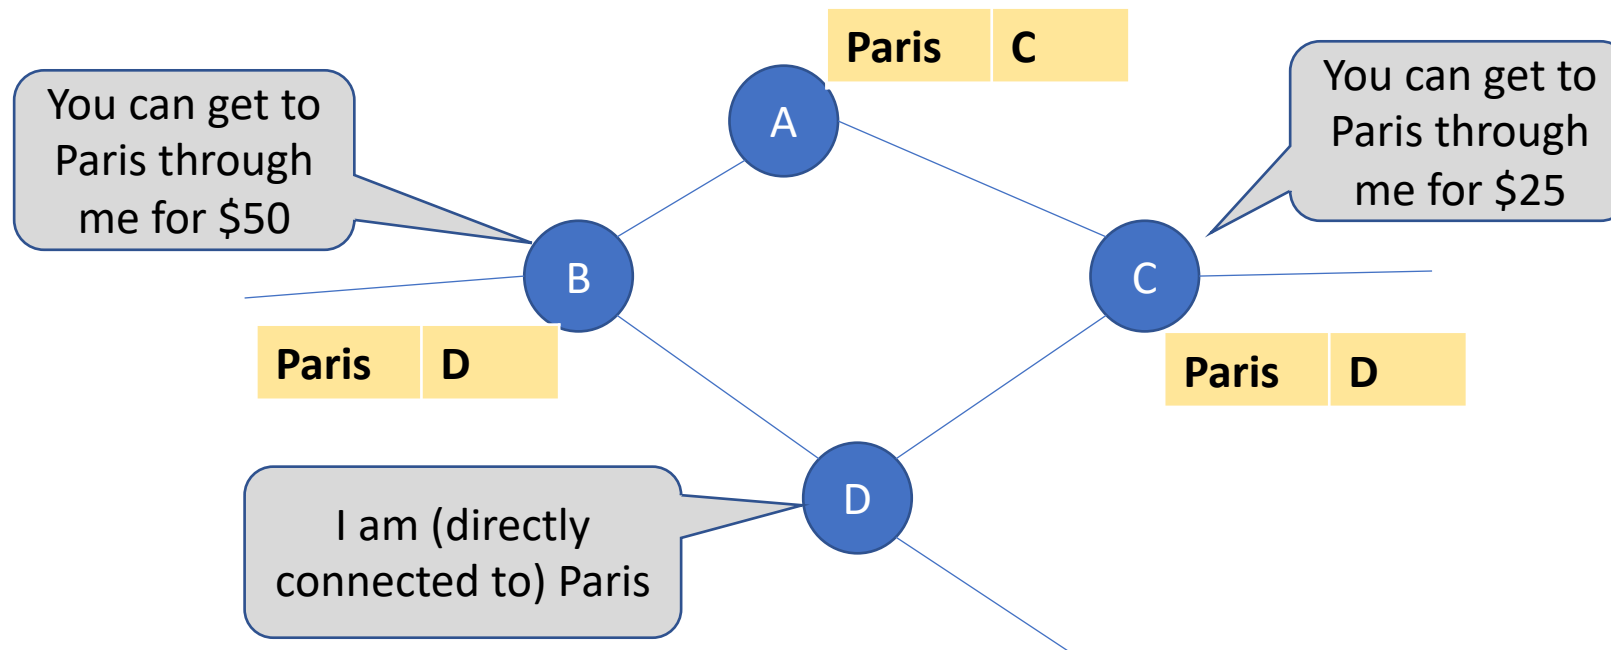 Paris C
You can get to
Paris through
me for $50
A
You can get to
Paris through
me for $25
B
C
Paris D
Paris D
D
I am (directly
connected to) Paris